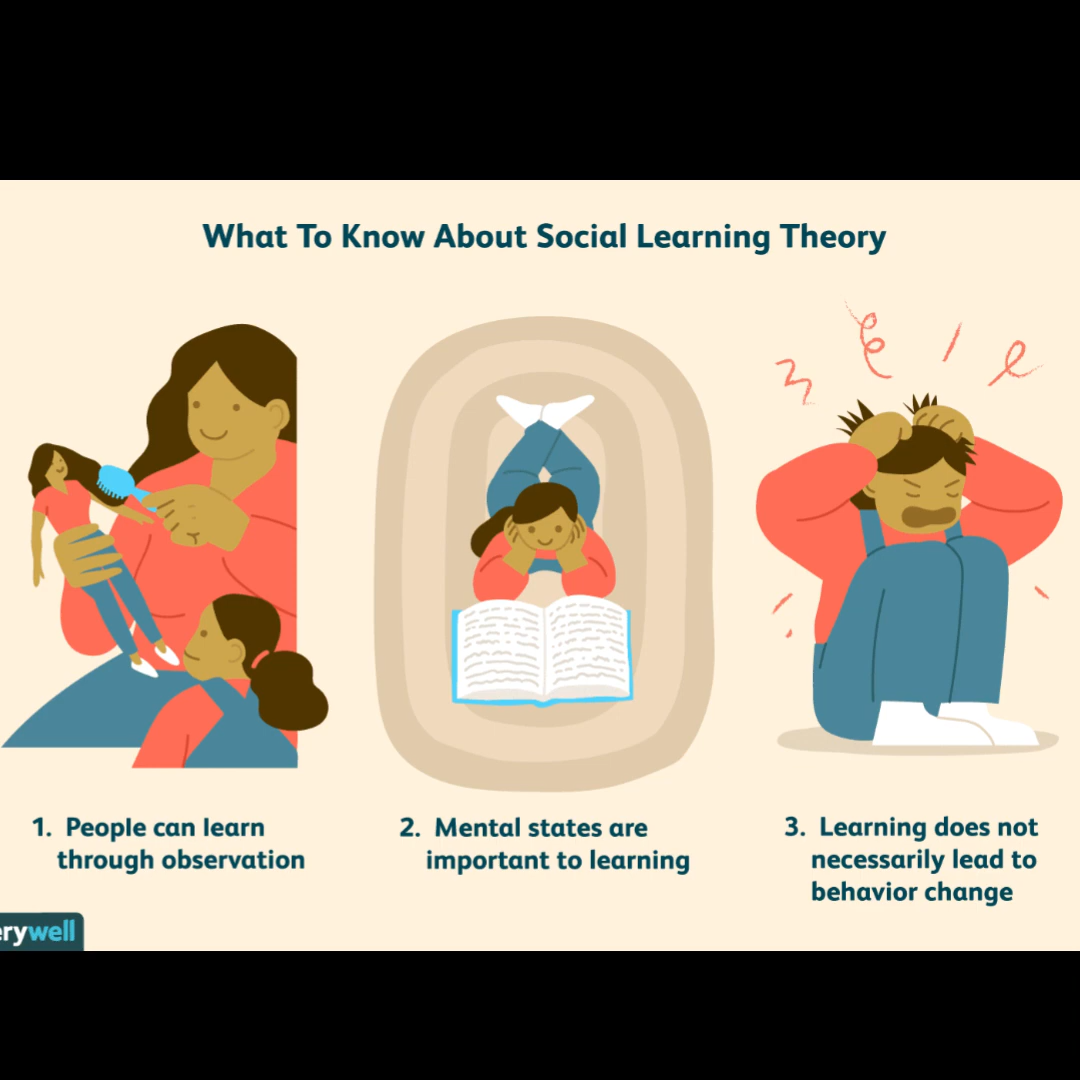 What To Know About Social Learning Theory
1. People can learn
through observation
2. Mental states are
important to learning
3. Learning does not
necessarily lead to
behavior change
erywell